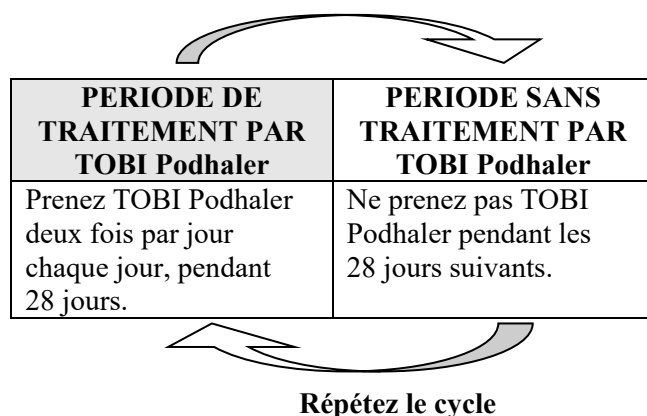 PERIODE DE
TRAITEMENT PAR
TOBI Podhaler
PERIODE SANS
TRAITEMENT PAR
TOBI Podhaler
Prenez TOBI Podhaler
deux fois par jour
chaque jour, pendant
28 jours.
Ne prenez pas TOBI
Podhaler pendant les
28 jours suivants.
Répétez le cycle